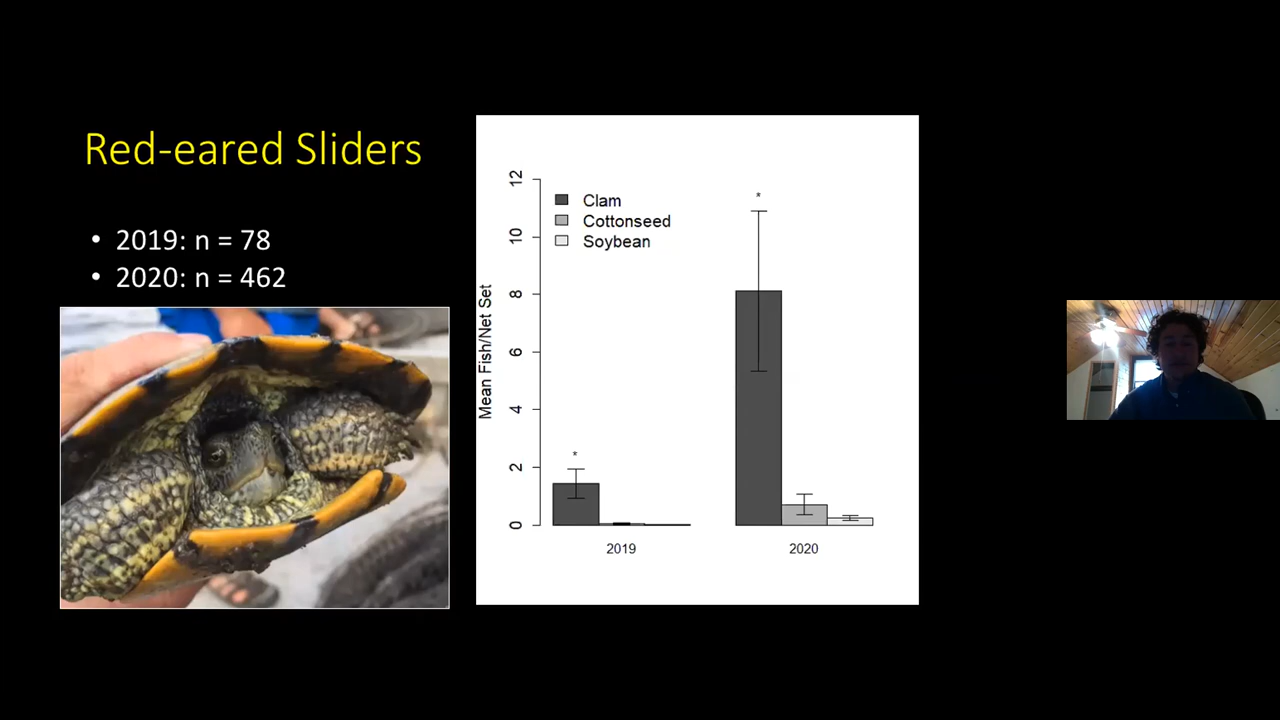 Red-eared Sliders
• 2019: n = 78
• 2020: n = 462
Mean Fish/Net Set
12
10
8
6
4
2
0
Clam
Cottonseed
Soybean
*
*
2019
2020